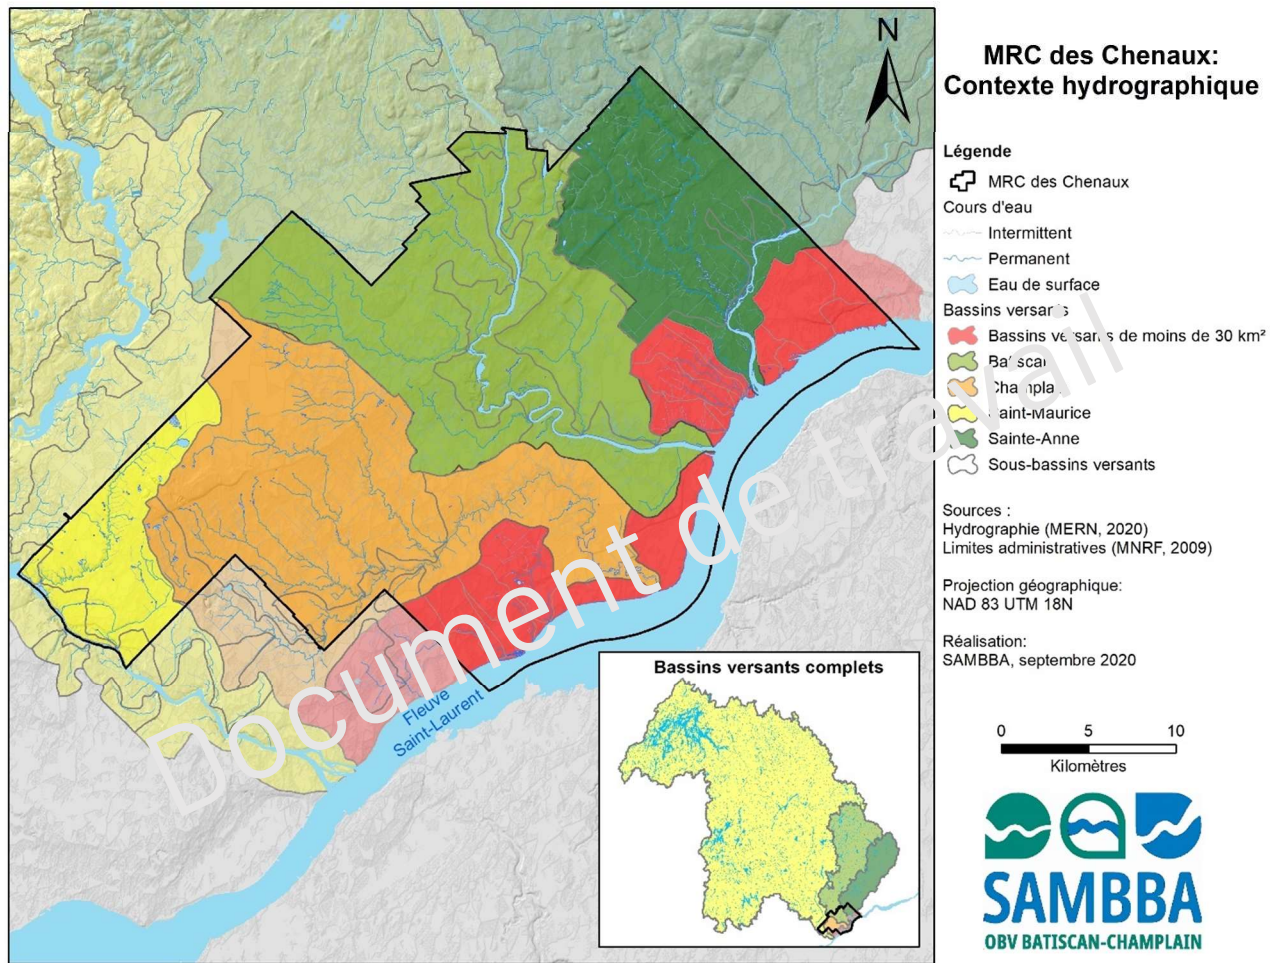 N
MRC des Chenaux:
Contexte hydrographique
Légende
MRC des Chenaux
Cours d'eau
Intermittent
Permanent
Eau de surface
Bassins versants
Bassins versants de moins de 30 km²
Batiscan
Champlain
Saint-Maurice
Sainte-Anne
Sous-bassins versants
Sources :
Hydrographie (MERN, 2020)
Limites administratives (MNRF, 2009)
Projection géographique:
NAD 83 UTM 18N
Réalisation:
SAMBBA, septembre 2020
0 5 10
Kilomètres
SAMBBA
OBV BATISCAN-CHAMPLAIN
Fleuve
Saint-Laurent
Bassins versants complets
Document de travail